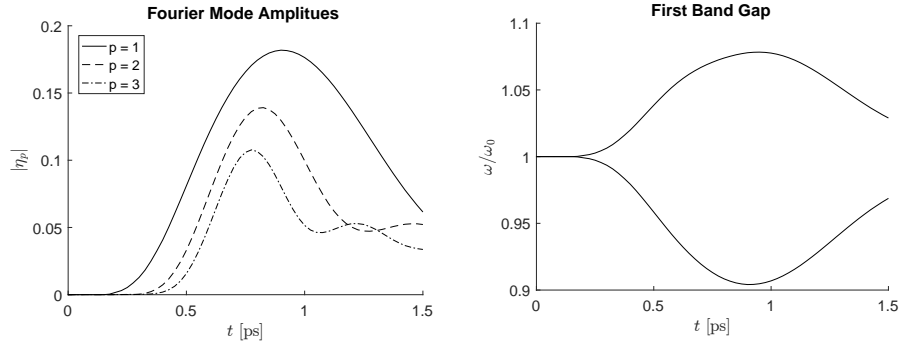 Fourier Mode Amplitues
|η_p|
0.2
0.15
0.1
0.05
0
p = 1
p = 2
p = 3
0 0.5 1 1.5
t [ps]
First Band Gap
ω/ω_0
1.1
1.05
1
0.95
0.9
0 0.5 1 1.5
t [ps]